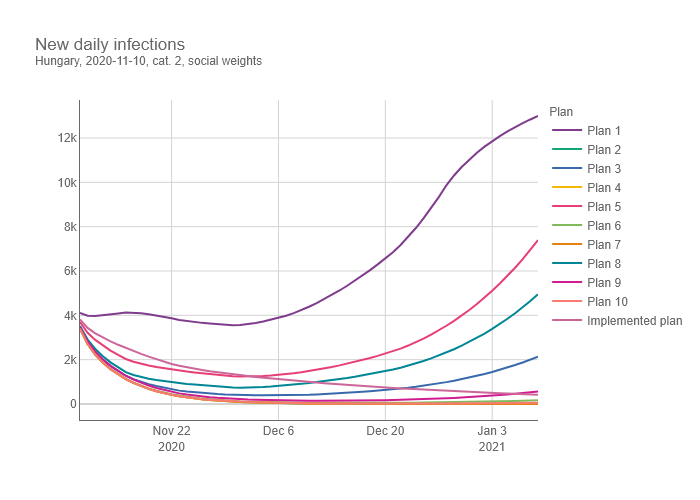 New daily infections
Hungary, 2020-11-10, cat. 2, social weights
Plan
Plan 1
Plan 2
Plan 3
Plan 4
Plan 5
Plan 6
Plan 7
Plan 8
Plan 9
Plan 10
Implemented plan
12k
10k
8k
6k
4k
2k
0
Nov 22
2020
Dec 6
Dec 20
Jan 3
2021